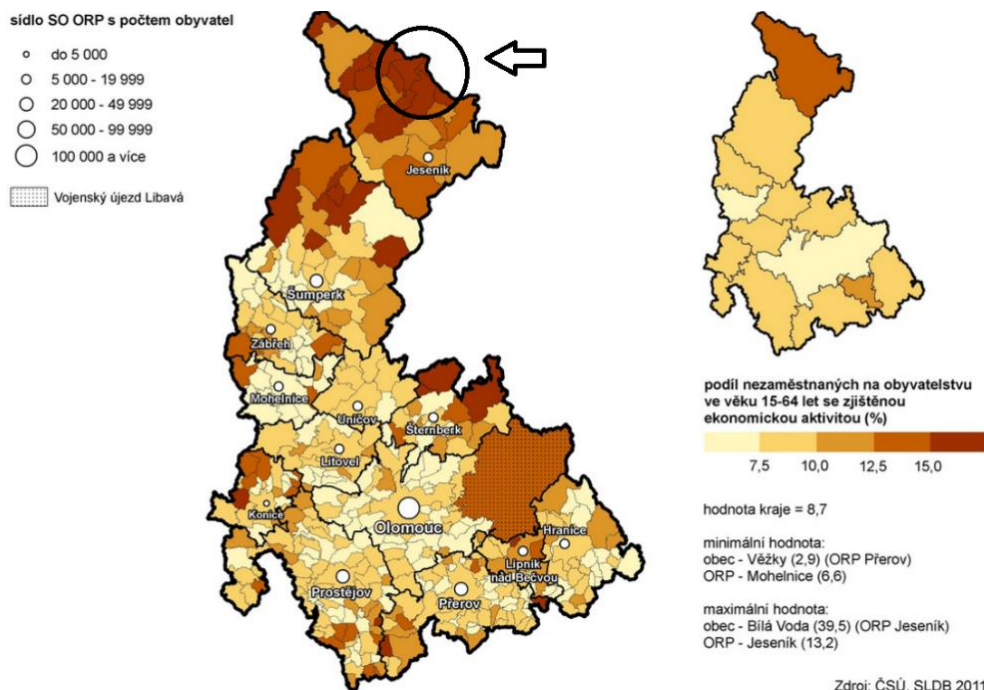 sídlo SO ORP s počtem obyvatel
do 5 000
5 000 - 19 999
20 000 - 49 999
50 000 - 99 999
100 000 a více
Vojenský újezd Libavá
Jeseník
Šumperk
Zábřeh
Mohelnice
Uničov
Šternberk
Litovel
Konice
Olomouc
Hranice
Lipník
nad Bečvou
Prostějov
Přerov
podíl nezaměstnaných na obyvatelstvu
ve věku 15-64 let se zjištěnou
ekonomickou aktivitou (%)
7,5 10,0 12,5 15,0
hodnota kraje = 8,7
minimální hodnota:
obec - Věžky (2,9) (ORP Přerov)
ORP - Mohelnice (6,6)
maximální hodnota:
obec - Bílá Voda (39,5) (ORP Jeseník)
ORP - Jeseník (13,2)
Zdroj: ČSÚ, SLDB 2011